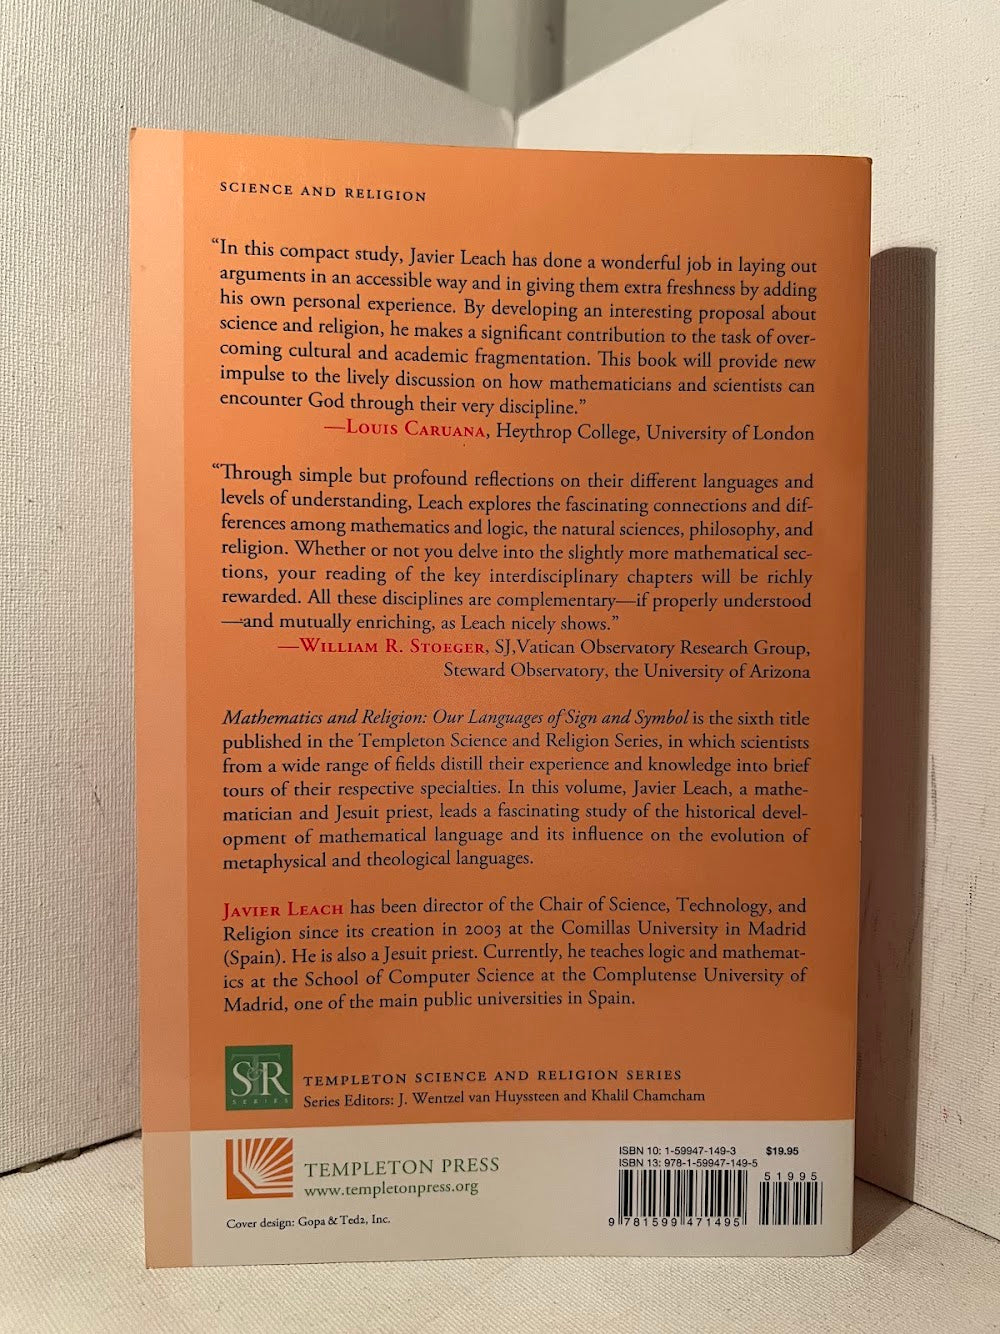 SCIENCE AND RELIGION
“In this compact study, Javier Leach has done a wonderful job in laying out
arguments in an accessible way and in giving them extra freshness by adding
his own personal experience. By developing an interesting proposal about
science and religion, he makes a significant contribution to the task of over-
coming cultural and academic fragmentation. This book will provide new
impulse to the lively discussion on how mathematicians and scientists can
encounter God through their very discipline.”
—Louis Caruana, Heythrop College, University of London
“Through simple but profound reflections on their different languages and
levels of understanding, Leach explores the fascinating connections and dif-
ferences among mathematics and logic, the natural sciences, philosophy, and
religion. Whether or not you delve into the slightly more mathematical sec-
tions, your reading of the key interdisciplinary chapters will be richly
rewarded. All these disciplines are complementary—if properly understood
—and mutually enriching, as Leach nicely shows.”
—William R. Stoeger, SJ,Vatican Observatory Research Group,
Steward Observatory, the University of Arizona
Mathematics and Religion: Our Languages of Sign and Symbol is the sixth title
published in the Templeton Science and Religion Series, in which scientists
from a wide range of fields distill their experience and knowledge into brief
tours of their respective specialties. In this volume, Javier Leach, a mathe-
matician and Jesuit priest, leads a fascinating study of the historical devel-
opment of mathematical language and its influence on the evolution of
metaphysical and theological languages.
Javier Leach has been director of the Chair of Science, Technology, and
Religion since its creation in 2003 at the Comillas University in Madrid
(Spain). He is also a Jesuit priest. Currently, he teaches logic and mathemat-
ics at the School of Computer Science at the Complutense University of
Madrid, one of the main public universities in Spain.
ST&R
SERIES
TEMPLETON SCIENCE AND RELIGION SERIES
Series Editors: J. Wentzel van Huyssteen and Khalil Chamcham
TEMPLETON PRESS
www.templetonpress.org
Cover design: Gopa & Ted2, Inc.
ISBN 10: 1-59947-149-3 $19.95
ISBN 13: 978-1-59947-149-5
51995
9 781599 471495